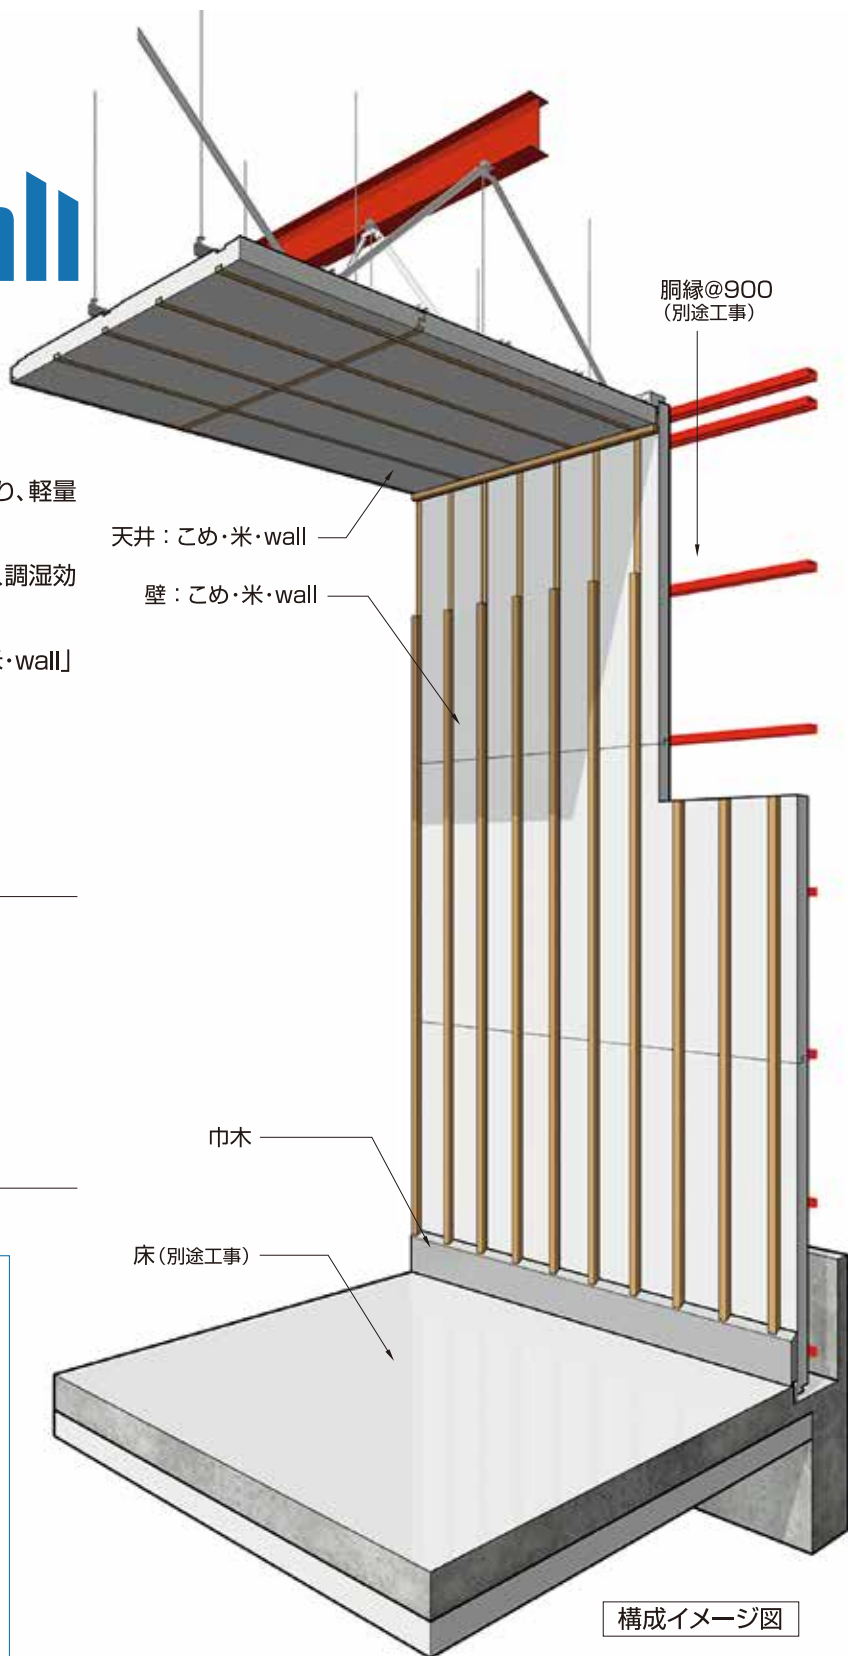 胴縁@900
(別途工事)
り、軽量
天井：こめ・米・wall
調湿効
壁：こめ・米・wall
・wall」
巾木
床(別途工事)
構成イメージ図